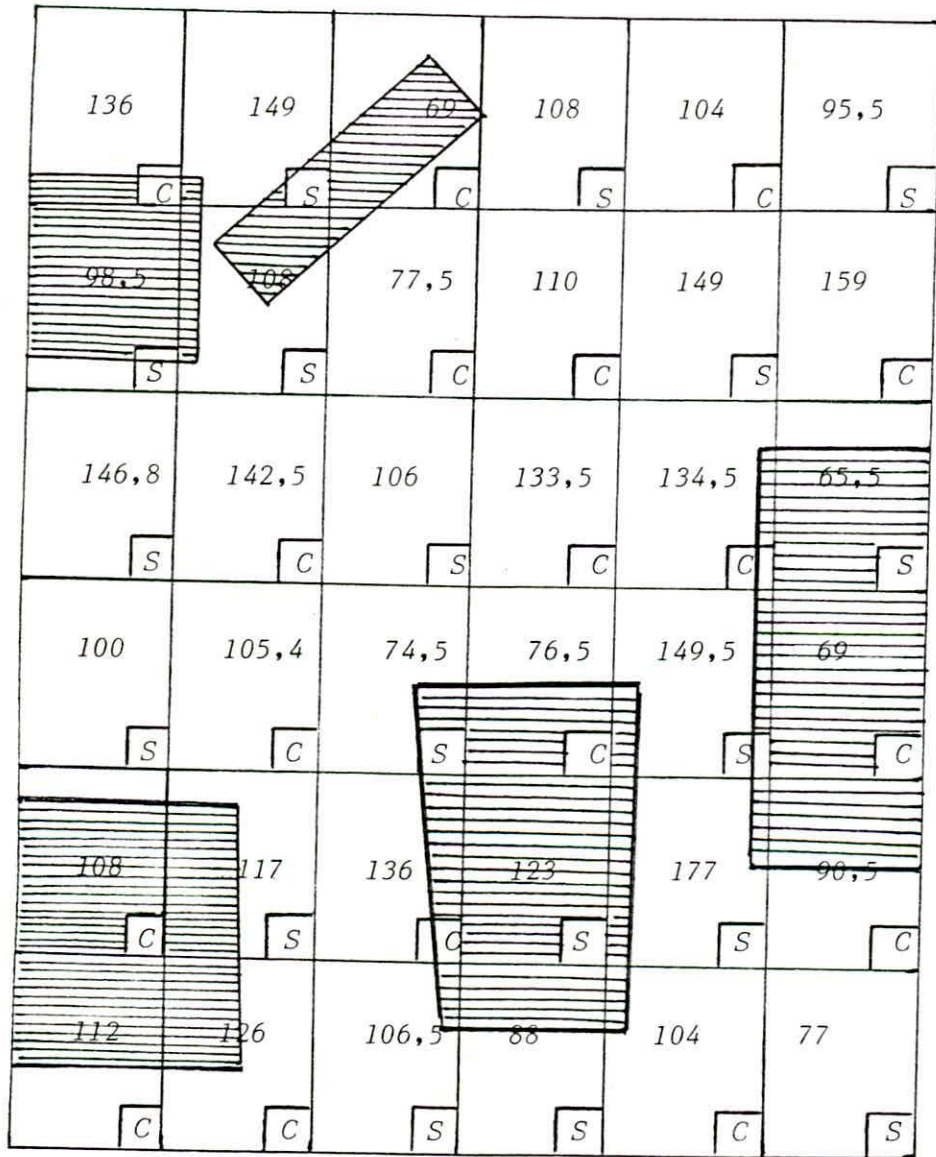 136 149 69 108 104 95,5
C S C S C S
98,5 108 77,5 110 149 159
S S C C S C
146,8 142,5 106 133,5 134,5 65,5
S C S C C S
100 105,4 74,5 76,5 149,5 69
S C S C S C
108 117 136 123 177 90,5
C S C S S C
112 126 106,5 88 104 77
C C S S C S